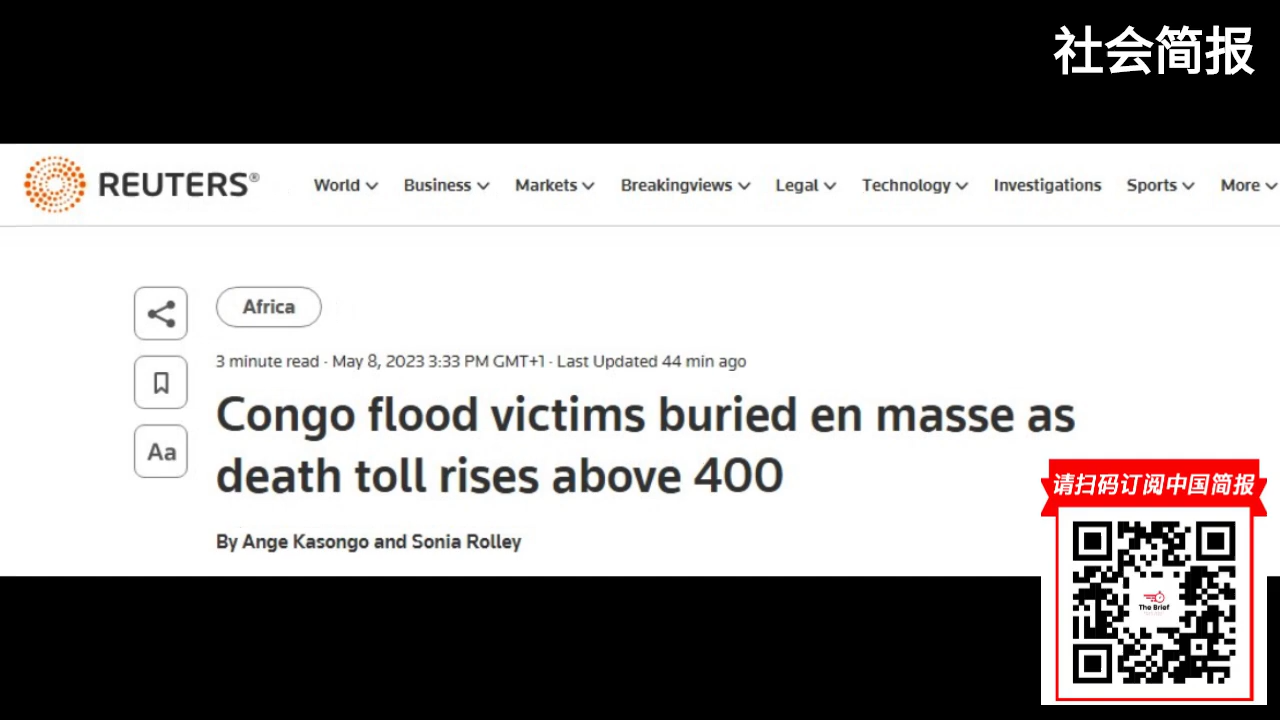 社会简报
REUTERS®
World Business Markets Breakingviews Legal Technology Investigations Sports More
Africa
3 minute read · May 8, 2023 3:33 PM GMT+1 · Last Updated 44 min ago
Aa
Congo flood victims buried en masse as
death toll rises above 400
By Ange Kasongo and Sonia Rolley
请扫码订阅中国简报
The Brief